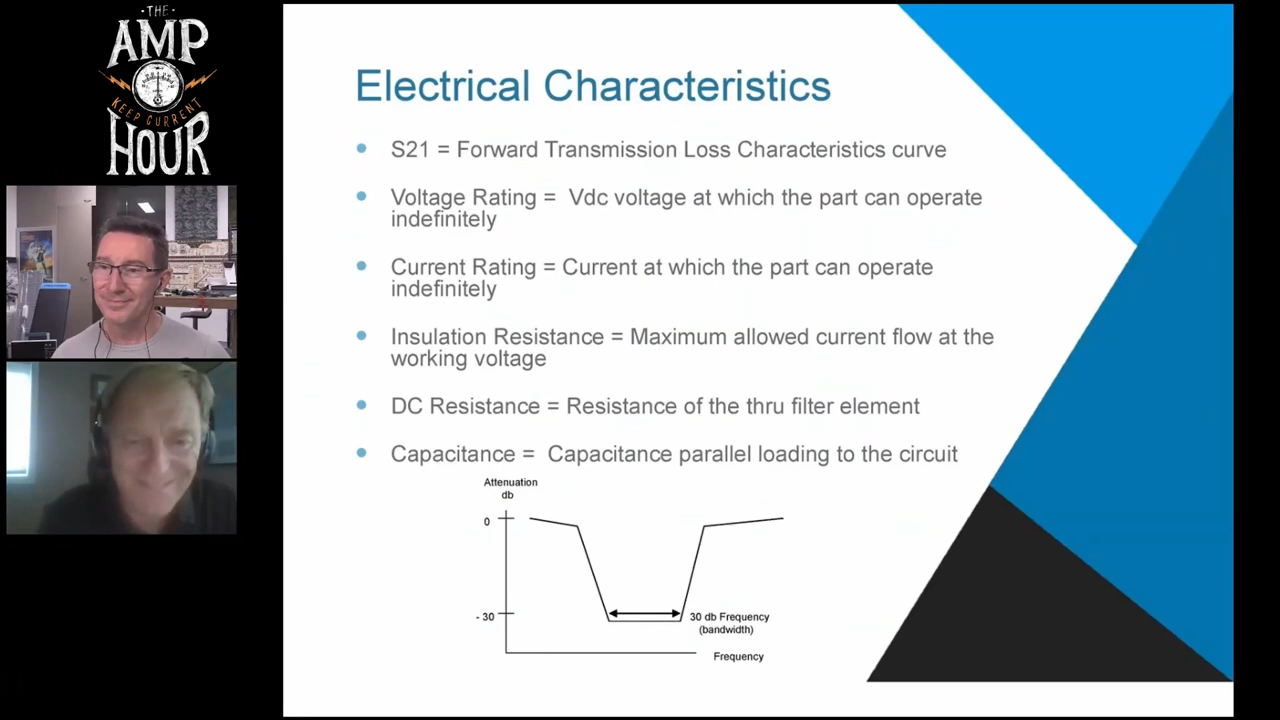 ·THE·
AMP
KEEP CURRENT
HOUR
Electrical Characteristics
S21 = Forward Transmission Loss Characteristics curve
Voltage Rating = Vdc voltage at which the part can operate
indefinitely
Current Rating = Current at which the part can operate
indefinitely
Insulation Resistance = Maximum allowed current flow at the
working voltage
DC Resistance = Resistance of the thru filter element
Capacitance = Capacitance parallel loading to the circuit
Attenuation
db
0
- 30
30 db Frequency
(bandwidth)
Frequency